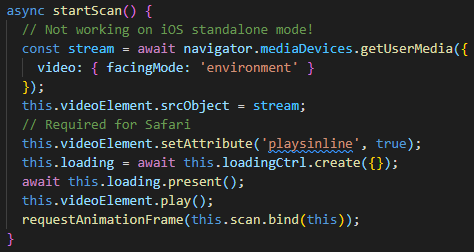 async startScan() {
// Not working on iOS standalone mode!
const stream = await navigator.mediaDevices.getUserMedia({
video: { facingMode: 'environment' }
});
this.videoElement.srcObject = stream;
// Required for Safari
this.videoElement.setAttribute('playsinline', true);
this.loading = await this.loadingCtrl.create({});
await this.loading.present();
this.videoElement.play();
requestAnimationFrame(this.scan.bind(this));
}